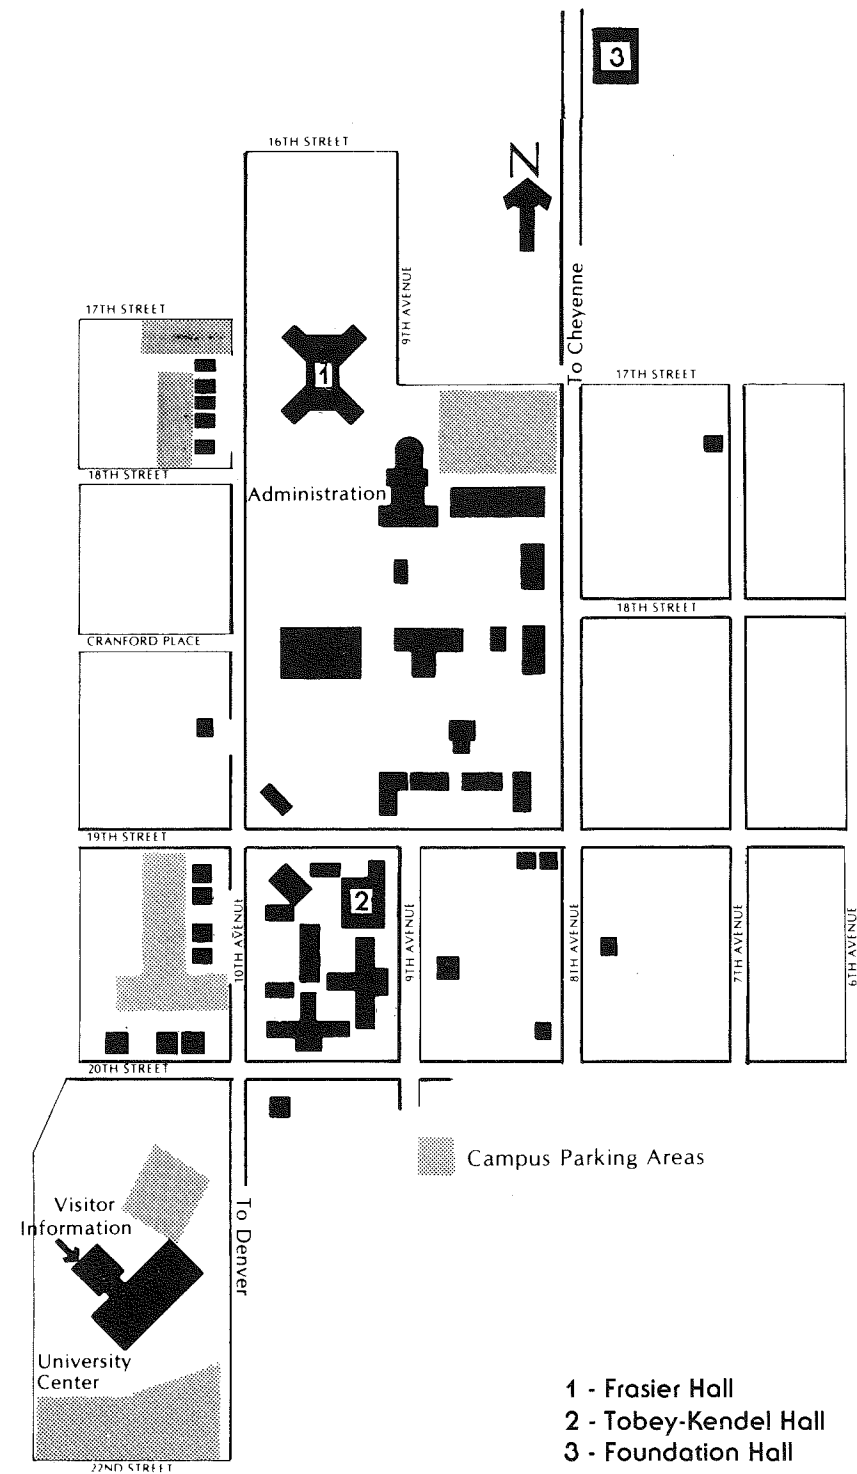 3
16TH STREET
N
9TH AVENUE
To Cheyenne
17TH STREET
1
17TH STREET
18TH STREET
Administration
18TH STREET
CRANFORD PLACE
19TH STREET
2
10TH AVENUE
9TH AVENUE
8TH AVENUE
7TH AVENUE
6TH AVENUE
20TH STREET
Campus Parking Areas
Visitor
Information
To Denver
University
Center
22ND STREET
1 - Frasier Hall
2 - Tobey-Kendel Hall
3 - Foundation Hall